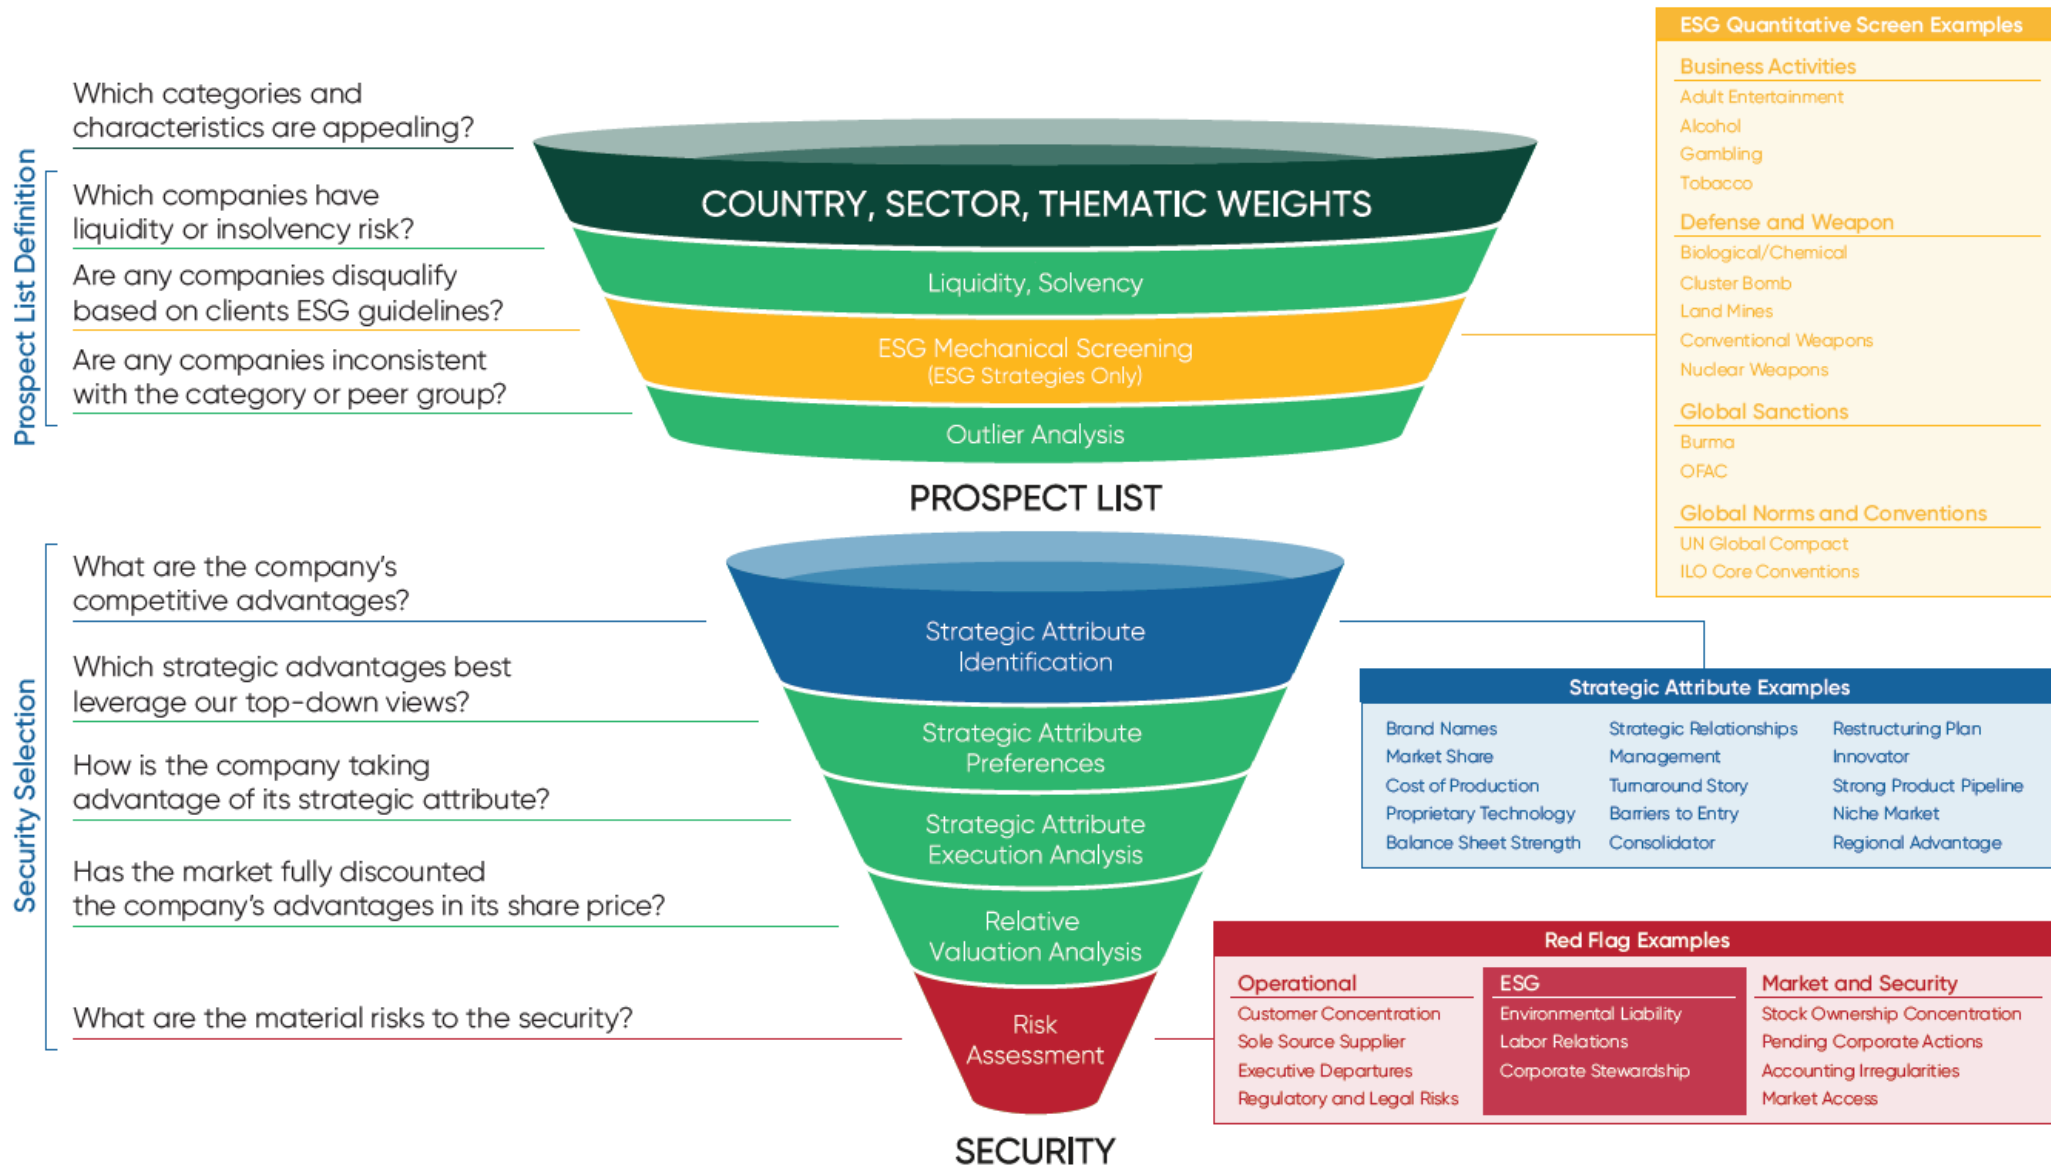 Prospect List Definition
Which categories and
characteristics are appealing?
Which companies have
liquidity or insolvency risk?
Are any companies disqualify
based on clients ESG guidelines?
Are any companies inconsistent
with the category or peer group?
COUNTRY, SECTOR, THEMATIC WEIGHTS
Liquidity, Solvency
ESG Mechanical Screening
(ESG Strategies Only)
Outlier Analysis
PROSPECT LIST
ESG Quantitative Screen Examples
Business Activities
Adult Entertainment
Alcohol
Gambling
Tobacco
Defense and Weapon
Biological/Chemical
Cluster Bomb
Land Mines
Conventional Weapons
Nuclear Weapons
Global Sanctions
Burma
OFAC
Global Norms and Conventions
UN Global Compact
ILO Core Conventions
Security Selection
What are the company's
competitive advantages?
Which strategic advantages best
leverage our top-down views?
How is the company taking
advantage of its strategic attribute?
Has the market fully discounted
the company's advantages in its share price?
What are the material risks to the security?
Strategic Attribute
Identification
Strategic Attribute
Preferences
Strategic Attribute
Execution Analysis
Relative
Valuation Analysis
Risk
Assessment
SECURITY
Strategic Attribute Examples
Brand Names
Market Share
Cost of Production
Proprietary Technology
Balance Sheet Strength
Strategic Relationships
Management
Turnaround Story
Barriers to Entry
Consolidator
Restructuring Plan
Innovator
Strong Product Pipeline
Niche Market
Regional Advantage
Red Flag Examples
Operational
Customer Concentration
Sole Source Supplier
Executive Departures
Regulatory and Legal Risks
ESG
Environmental Liability
Labor Relations
Corporate Stewardship
Market and Security
Stock Ownership Concentration
Pending Corporate Actions
Accounting Irregularities
Market Access